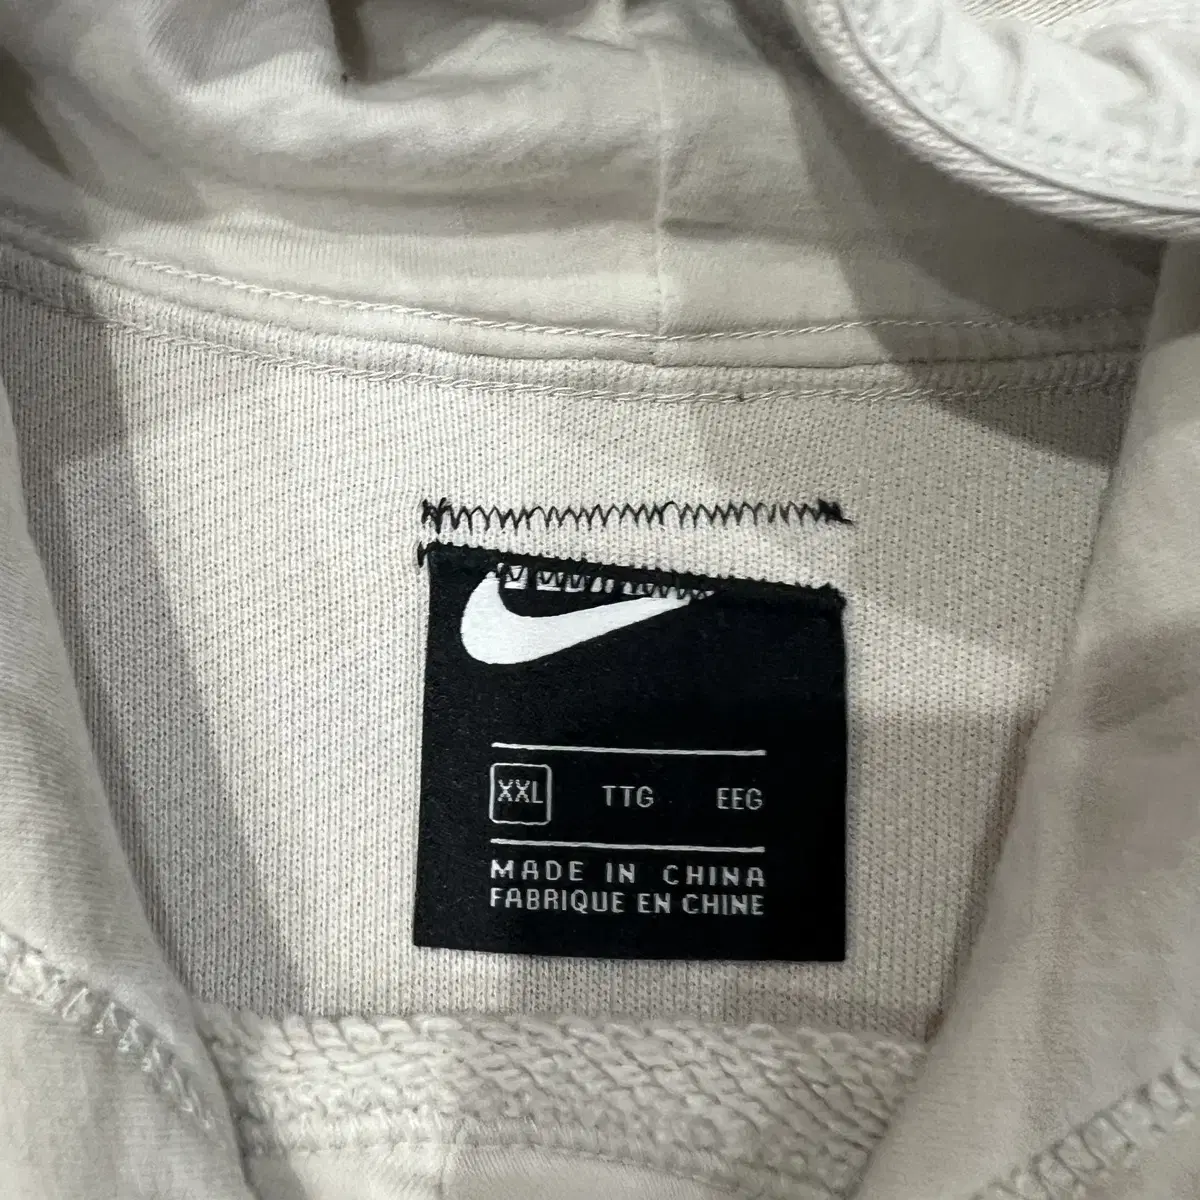 XXL TTG EEG
MADE IN CHINA
FABRIQUE EN CHINE